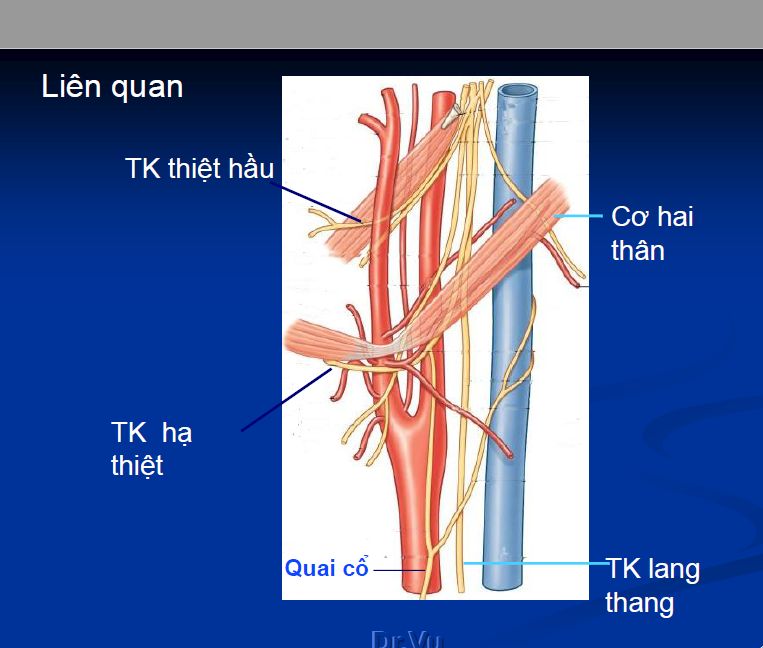 Liên quan
TK thiệt hầu
Cơ hai
thân
TK hạ
thiệt
Quai cổ
TK lang
thang
Dr.Vu